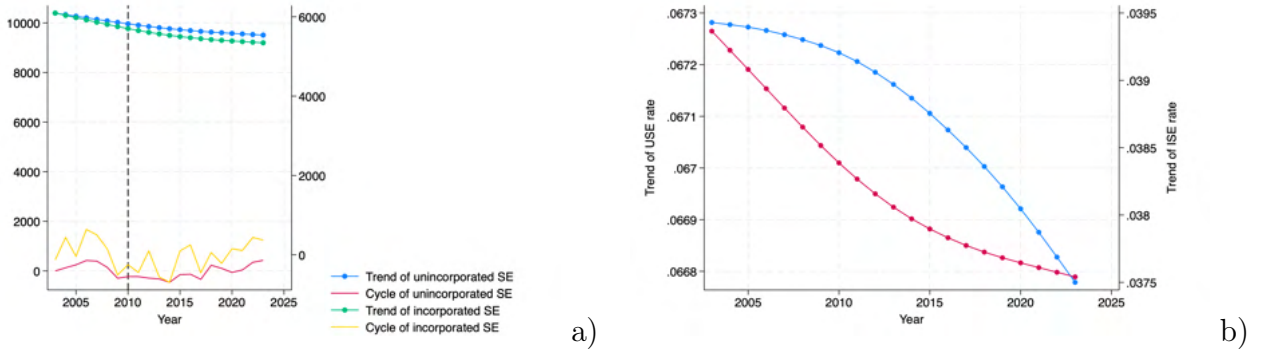 10000
8000
6000
4000
2000
0
6000
4000
2000
0
2005 2010 2015 2020 2025
Year
Trend of unincorporated SE
Cycle of unincorporated SE
Trend of incorporated SE
Cycle of incorporated SE
a)
Trend of USE rate
.0673
.0672
.0671
.067
.0669
.0668
.0395
.039
.0385
.038
.0375
Trend of ISE rate
2005 2010 2015 2020 2025
Year
b)